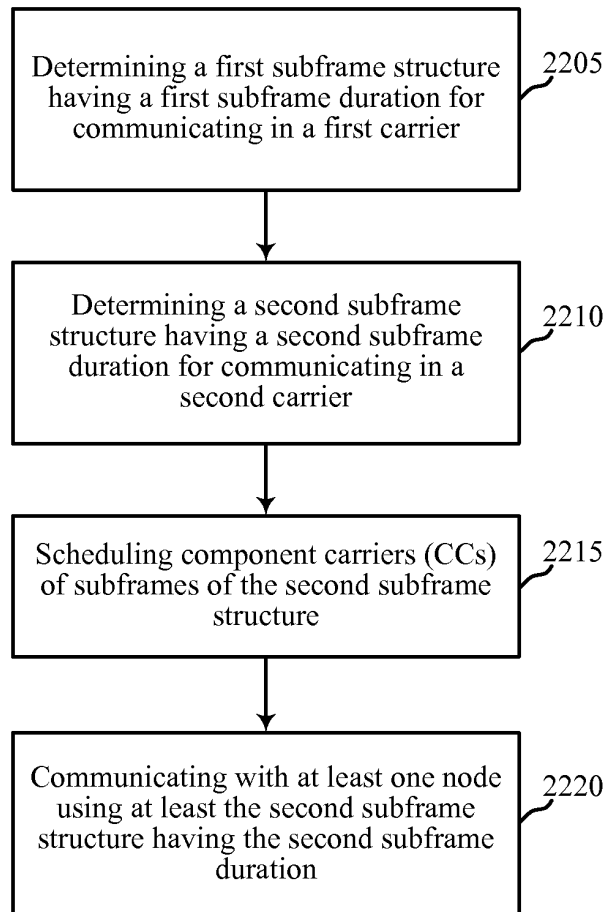 Determining a first subframe structure
having a first subframe duration for
communicating in a first carrier
2205
Determining a second subframe
structure having a second subframe
duration for communicating in a
second carrier
2210
Scheduling component carriers (CCs)
of subframes of the second subframe
structure
2215
Communicating with at least one node
using at least the second subframe
structure having the second subframe
duration
2220